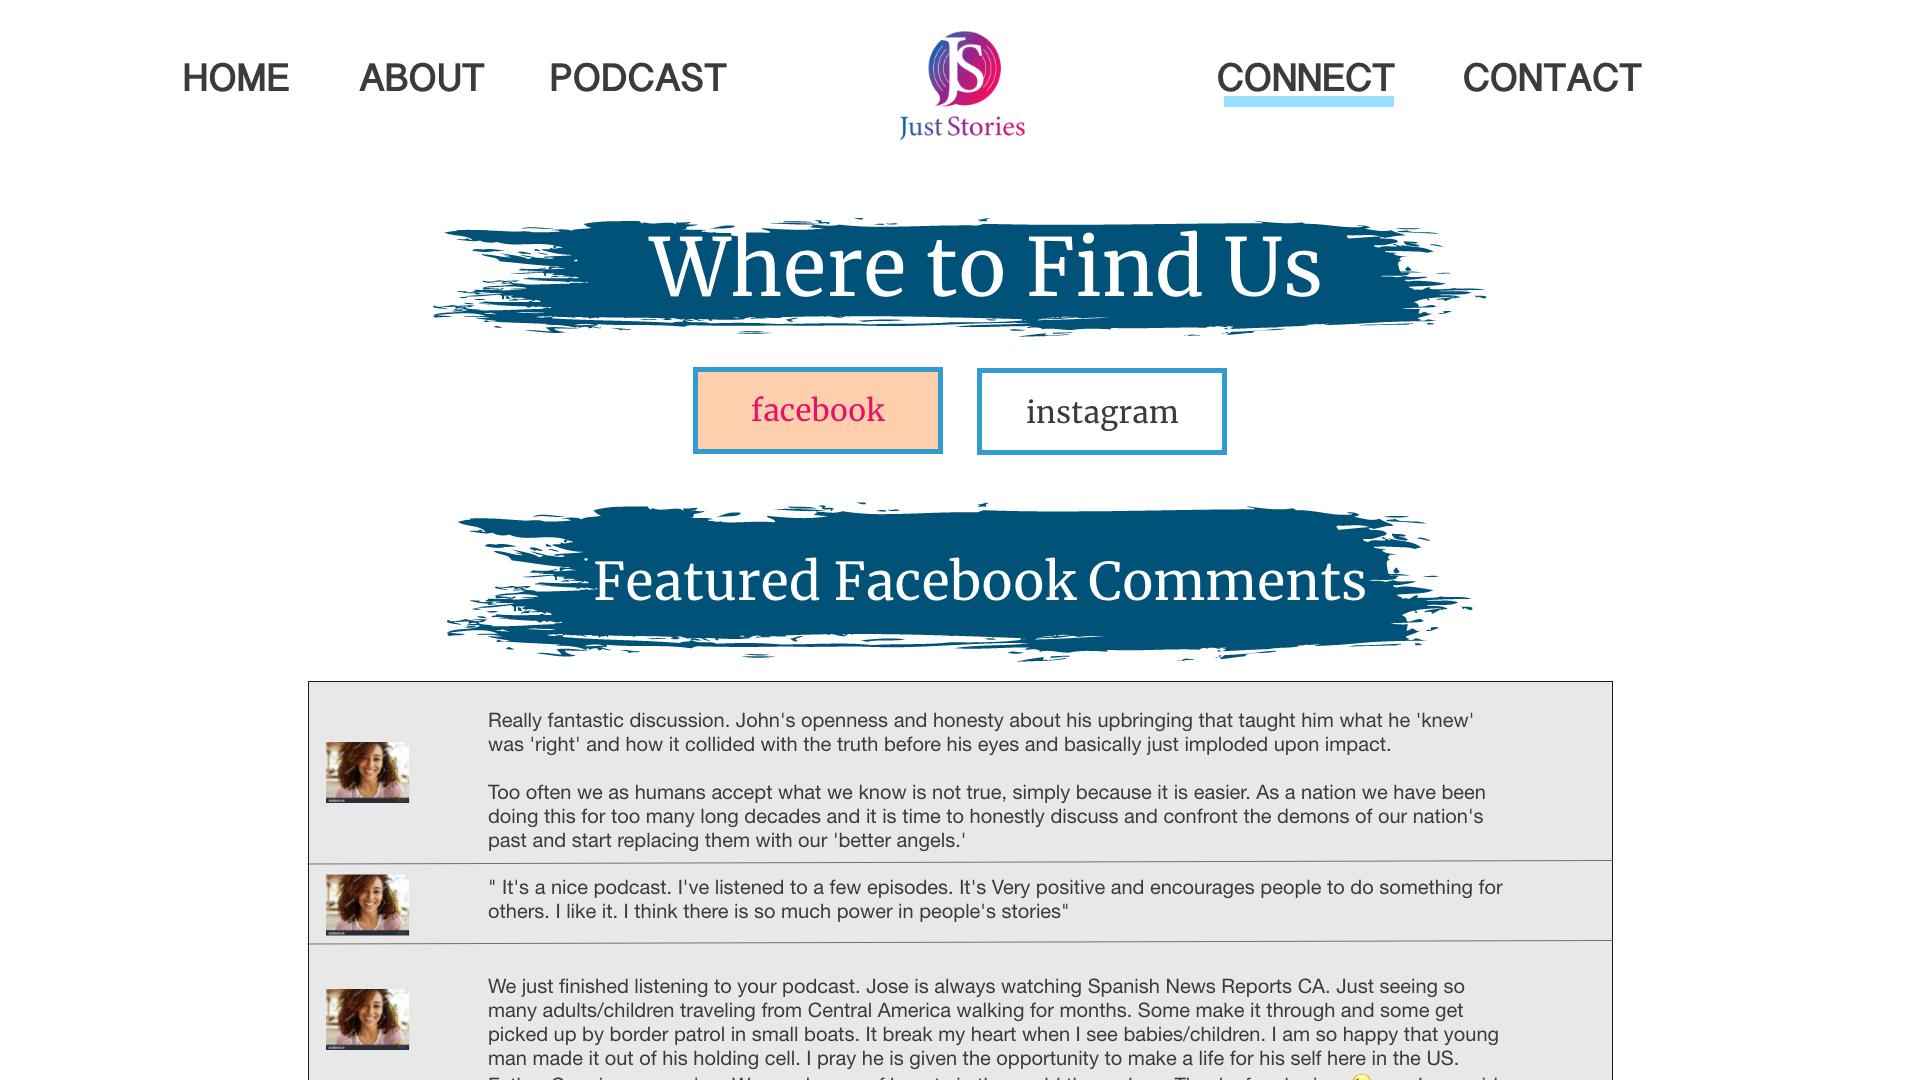 HOME ABOUT PODCAST CONNECT CONTACT
JS
Just Stories
Where to Find Us
facebook instagram
Featured Facebook Comments
Really fantastic discussion. John's openness and honesty about his upbringing that taught him what he 'knew'
was 'right' and how it collided with the truth before his eyes and basically just imploded upon impact.
Too often we as humans accept what we know is not true, simply because it is easier. As a nation we have been
doing this for too many long decades and it is time to honestly discuss and confront the demons of our nation's
past and start replacing them with our 'better angels.'
" It's a nice podcast. I've listened to a few episodes. It's Very positive and encourages people to do something for
others. I like it. I think there is so much power in people's stories"
We just finished listening to your podcast. Jose is always watching Spanish News Reports CA. Just seeing so
many adults/children traveling from Central America walking for months. Some make it through and some get
picked up by border patrol in small boats. It break my heart when I see babies/children. I am so happy that young
man made it out of his holding cell. I pray he is given the opportunity to make a life for his self here in the US.